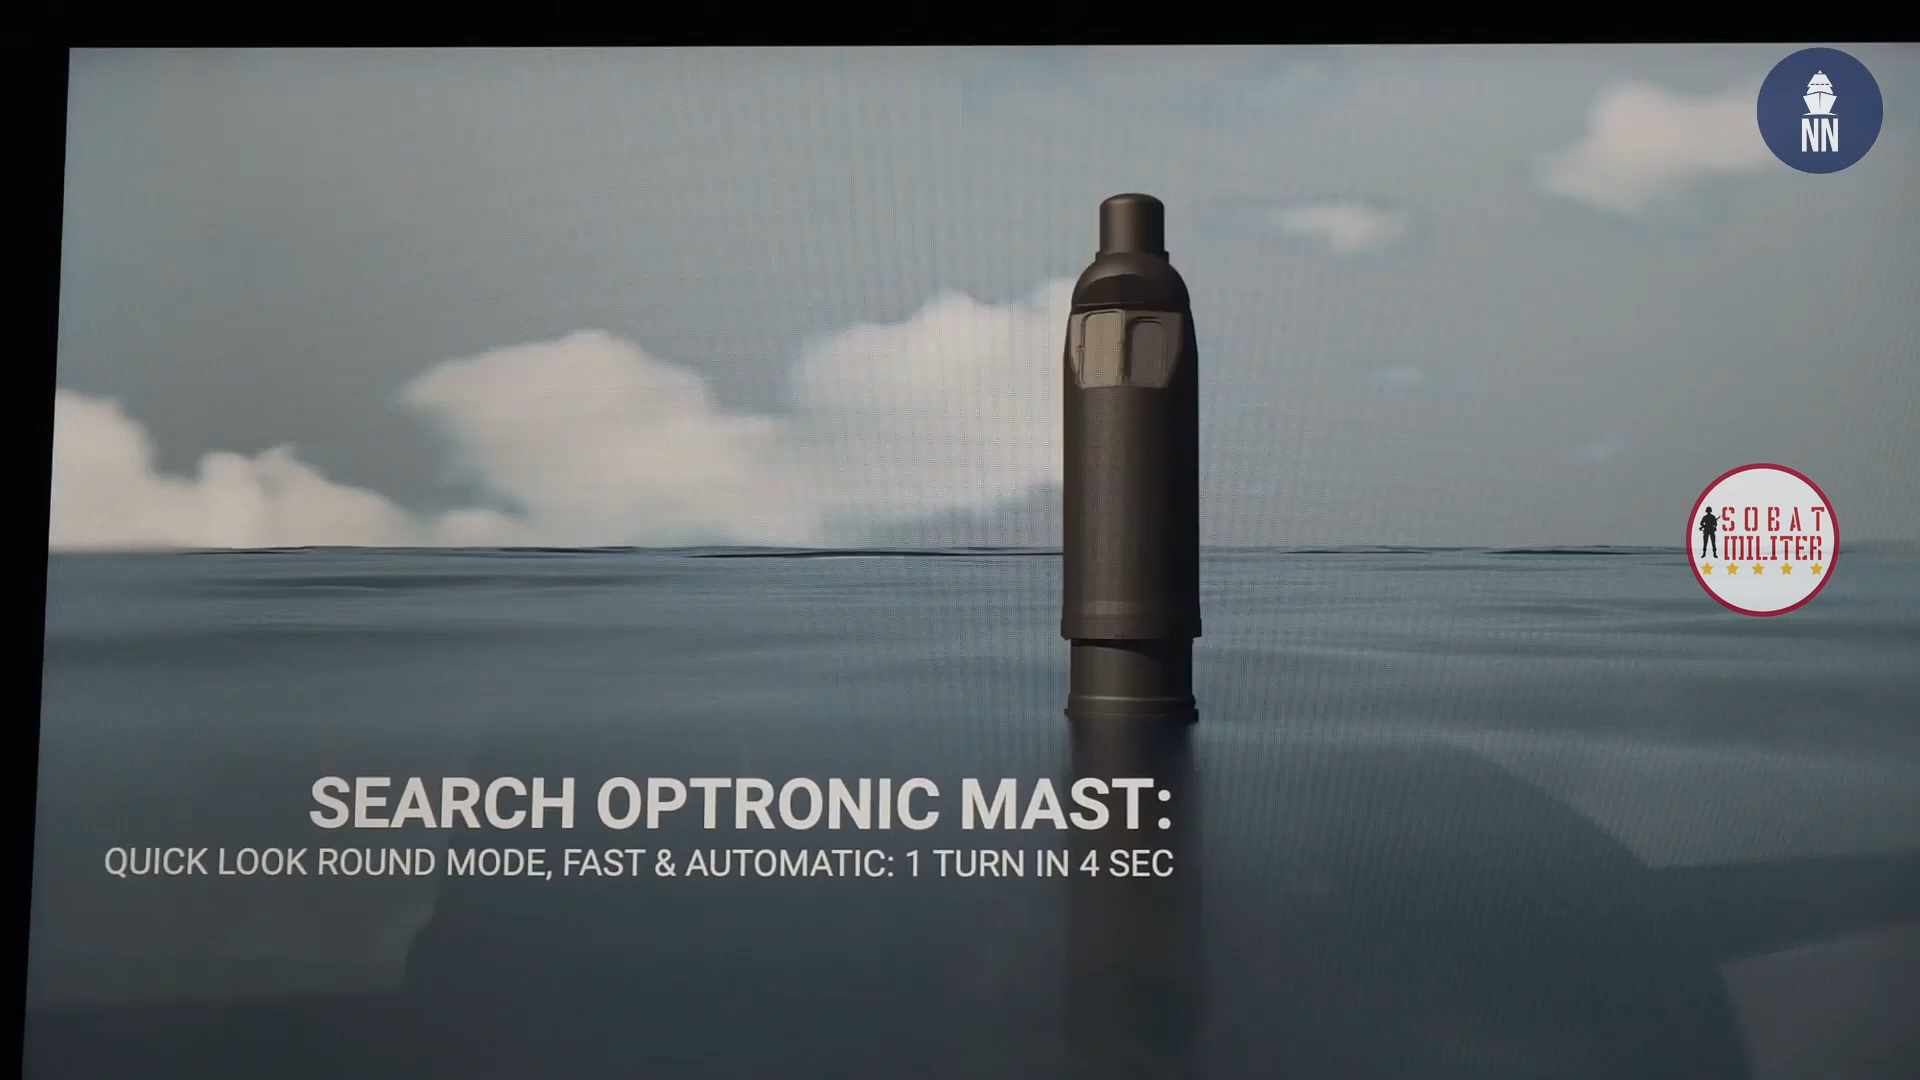 NN
SOBAT
MILITER
SEARCH OPTRONIC MAST:
QUICK LOOK ROUND MODE, FAST & AUTOMATIC: 1 TURN IN 4 SEC